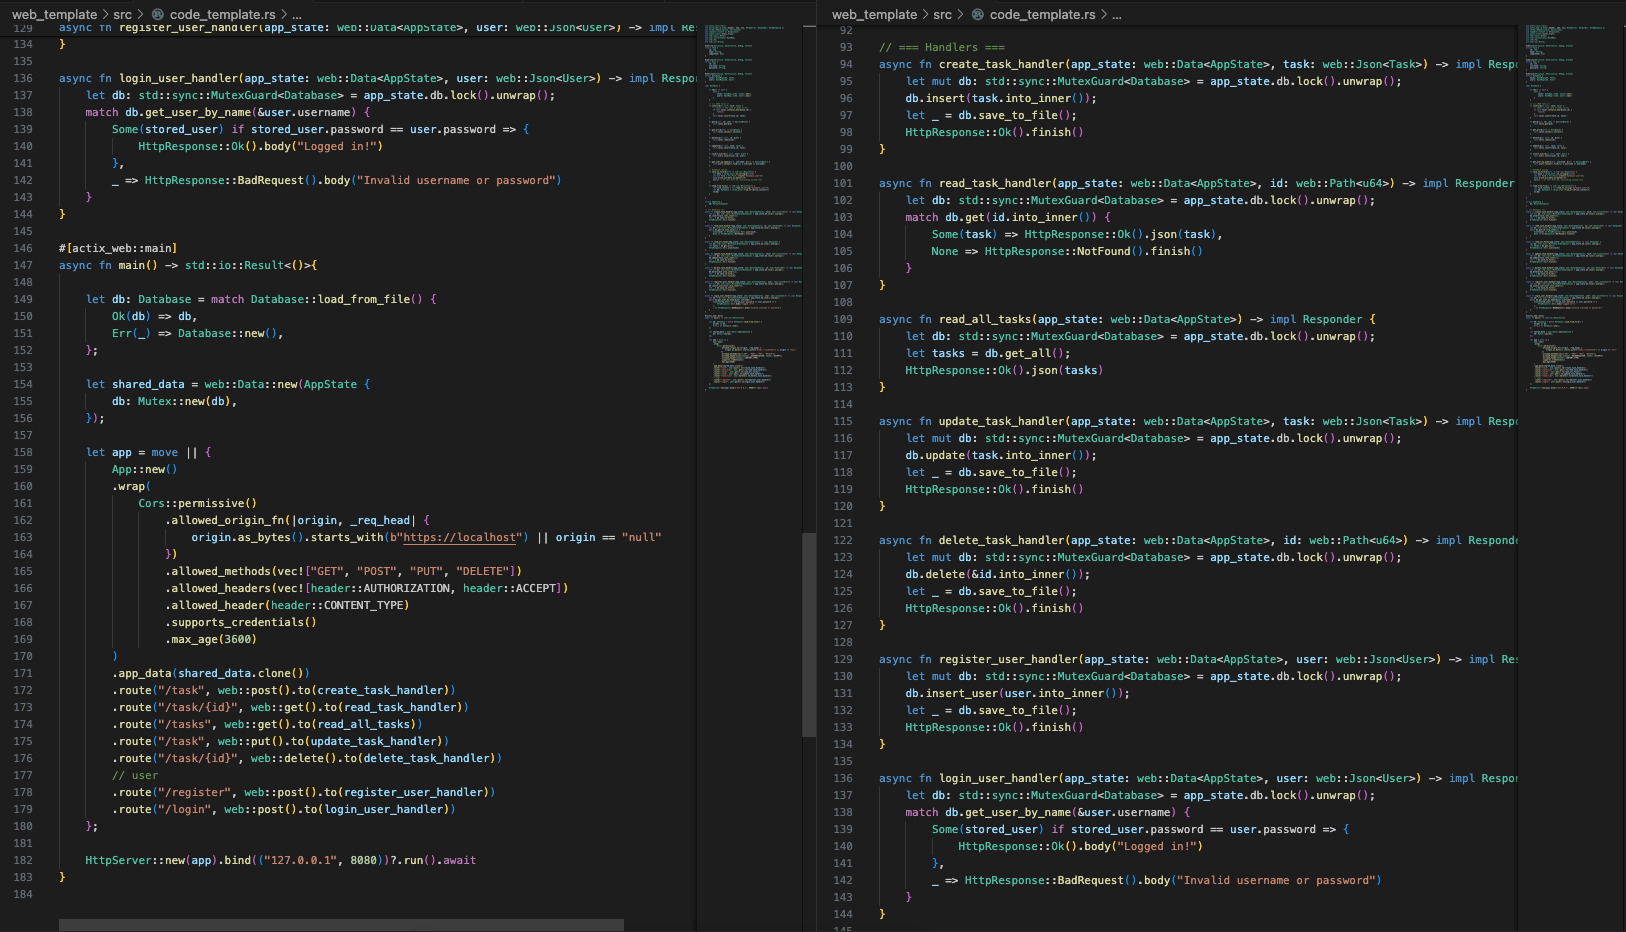 web_template > src > code_template.rs > ...
129 async fn register_user_handler(app_state: web::Data<AppState>, user: web::Json<User>) -> impl Res
134 }
135
136 async fn login_user_handler(app_state: web::Data<AppState>, user: web::Json<User>) -> impl Respor
137     let db: std::sync::MutexGuard<Database> = app_state.db.lock().unwrap();
138     match db.get_user_by_name(&user.username) {
139         Some(stored_user) if stored_user.password == user.password => {
140             HttpResponse::Ok().body("Logged in!")
141         },
142         _ => HttpResponse::BadRequest().body("Invalid username or password")
143     }
144 }
145
146 #[actix_web::main]
147 async fn main() -> std::io::Result<()>{
148
149     let db: Database = match Database::load_from_file() {
150         Ok(db) => db,
151         Err(_) => Database::new(),
152     };
153
154     let shared_data = web::Data::new(AppState {
155         db: Mutex::new(db),
156     });
157
158     let app = move || {
159         App::new()
160         .wrap(
161             Cors::permissive()
162                 .allowed_origin_fn(|origin, _req_head| {
163                     origin.as_bytes().starts_with(b"https://localhost") || origin == "null"
164                 })
165                 .allowed_methods(vec!["GET", "POST", "PUT", "DELETE"])
166                 .allowed_headers(vec![header::AUTHORIZATION, header::ACCEPT])
167                 .allowed_header(header::CONTENT_TYPE)
168                 .supports_credentials()
169                 .max_age(3600)
170         )
171         .app_data(shared_data.clone())
172         .route("/task", web::post().to(create_task_handler))
173         .route("/task/{id}", web::get().to(read_task_handler))
174         .route("/tasks", web::get().to(read_all_tasks))
175         .route("/task", web::put().to(update_task_handler))
176         .route("/task/{id}", web::delete().to(delete_task_handler))
177         // user
178         .route("/register", web::post().to(register_user_handler))
179         .route("/login", web::post().to(login_user_handler))
180     };
181
182     HttpServer::new(app).bind(("127.0.0.1", 8080))?.run().await
183 }
184
web_template > src > code_template.rs > ...
92
93 // === Handlers ===
94 async fn create_task_handler(app_state: web::Data<AppState>, task: web::Json<Task>) -> impl Respo
95     let mut db: std::sync::MutexGuard<Database> = app_state.db.lock().unwrap();
96     db.insert(task.into_inner());
97     let _ = db.save_to_file();
98     HttpResponse::Ok().finish()
99 }
100
101 async fn read_task_handler(app_state: web::Data<AppState>, id: web::Path<u64>) -> impl Responder
102     let db: std::sync::MutexGuard<Database> = app_state.db.lock().unwrap();
103     match db.get(id.into_inner()) {
104         Some(task) => HttpResponse::Ok().json(task),
105         None => HttpResponse::NotFound().finish()
106     }
107 }
108
109 async fn read_all_tasks(app_state: web::Data<AppState>) -> impl Responder {
110     let db: std::sync::MutexGuard<Database> = app_state.db.lock().unwrap();
111     let tasks = db.get_all();
112     HttpResponse::Ok().json(tasks)
113 }
114
115 async fn update_task_handler(app_state: web::Data<AppState>, task: web::Json<Task>) -> impl Respo
116     let mut db: std::sync::MutexGuard<Database> = app_state.db.lock().unwrap();
117     db.update(task.into_inner());
118     let _ = db.save_to_file();
119     HttpResponse::Ok().finish()
120 }
121
122 async fn delete_task_handler(app_state: web::Data<AppState>, id: web::Path<u64>) -> impl Responde
123     let mut db: std::sync::MutexGuard<Database> = app_state.db.lock().unwrap();
124     db.delete(&id.into_inner());
125     let _ = db.save_to_file();
126     HttpResponse::Ok().finish()
127 }
128
129 async fn register_user_handler(app_state: web::Data<AppState>, user: web::Json<User>) -> impl Res
130     let mut db: std::sync::MutexGuard<Database> = app_state.db.lock().unwrap();
131     db.insert_user(user.into_inner());
132     let _ = db.save_to_file();
133     HttpResponse::Ok().finish()
134 }
135
136 async fn login_user_handler(app_state: web::Data<AppState>, user: web::Json<User>) -> impl Respor
137     let db: std::sync::MutexGuard<Database> = app_state.db.lock().unwrap();
138     match db.get_user_by_name(&user.username) {
139         Some(stored_user) if stored_user.password == user.password => {
140             HttpResponse::Ok().body("Logged in!")
141         },
142         _ => HttpResponse::BadRequest().body("Invalid username or password")
143     }
144 }
145